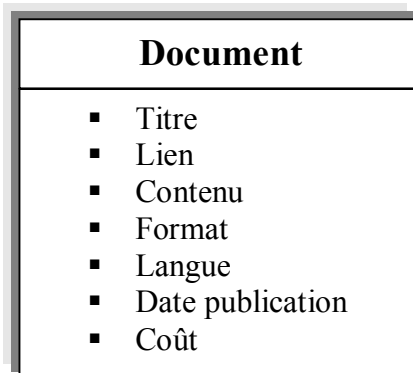 Document
▪ Titre
▪ Lien
▪ Contenu
▪ Format
▪ Langue
▪ Date publication
▪ Coût